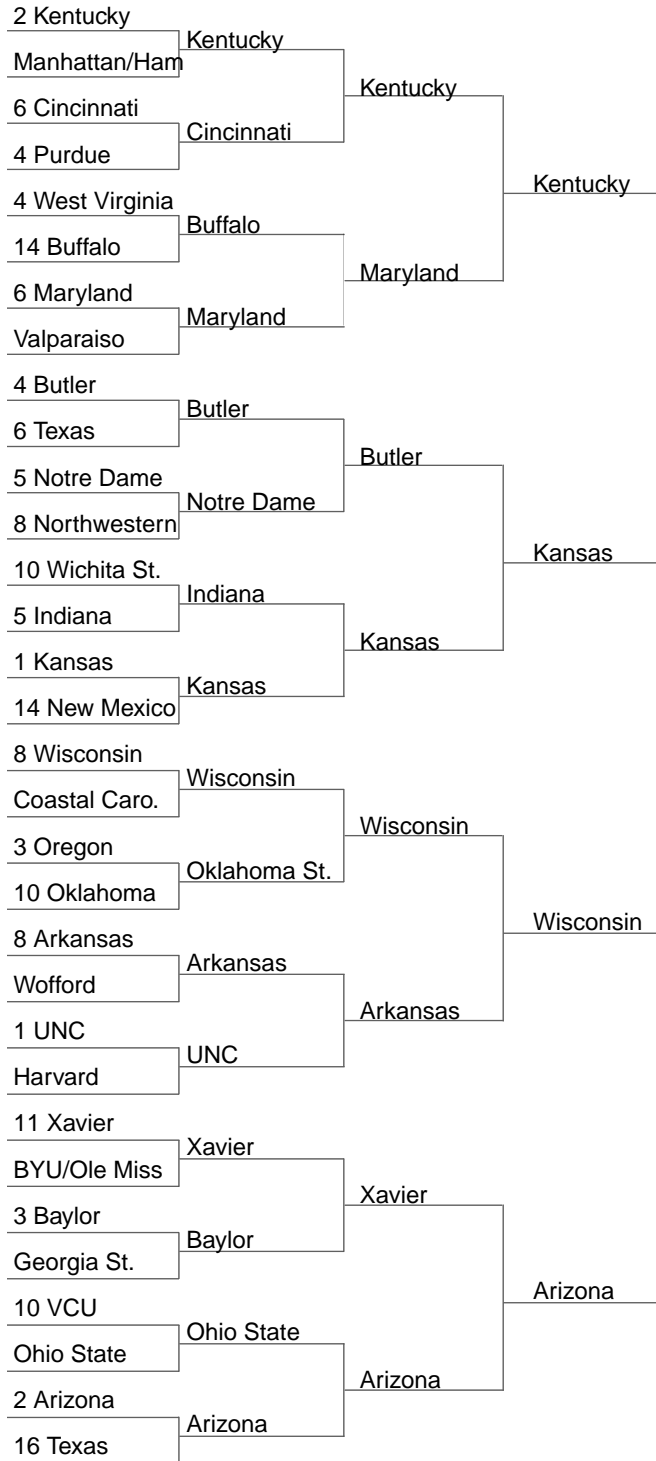 2 Kentucky
Manhattan/Ham
6 Cincinnati
4 Purdue
4 West Virginia
14 Buffalo
6 Maryland
Valparaiso
4 Butler
6 Texas
5 Notre Dame
8 Northwestern
10 Wichita St.
5 Indiana
1 Kansas
14 New Mexico
8 Wisconsin
Coastal Caro.
3 Oregon
10 Oklahoma
8 Arkansas
Wofford
1 UNC
Harvard
11 Xavier
BYU/Ole Miss
3 Baylor
Georgia St.
10 VCU
Ohio State
2 Arizona
16 Texas
Kentucky
Cincinnati
Buffalo
Maryland
Butler
Notre Dame
Indiana
Kansas
Wisconsin
Oklahoma St.
Arkansas
UNC
Xavier
Baylor
Ohio State
Arizona
Kentucky
Maryland
Butler
Kansas
Wisconsin
Arkansas
Xavier
Arizona
Kentucky
Kansas
Wisconsin
Arizona